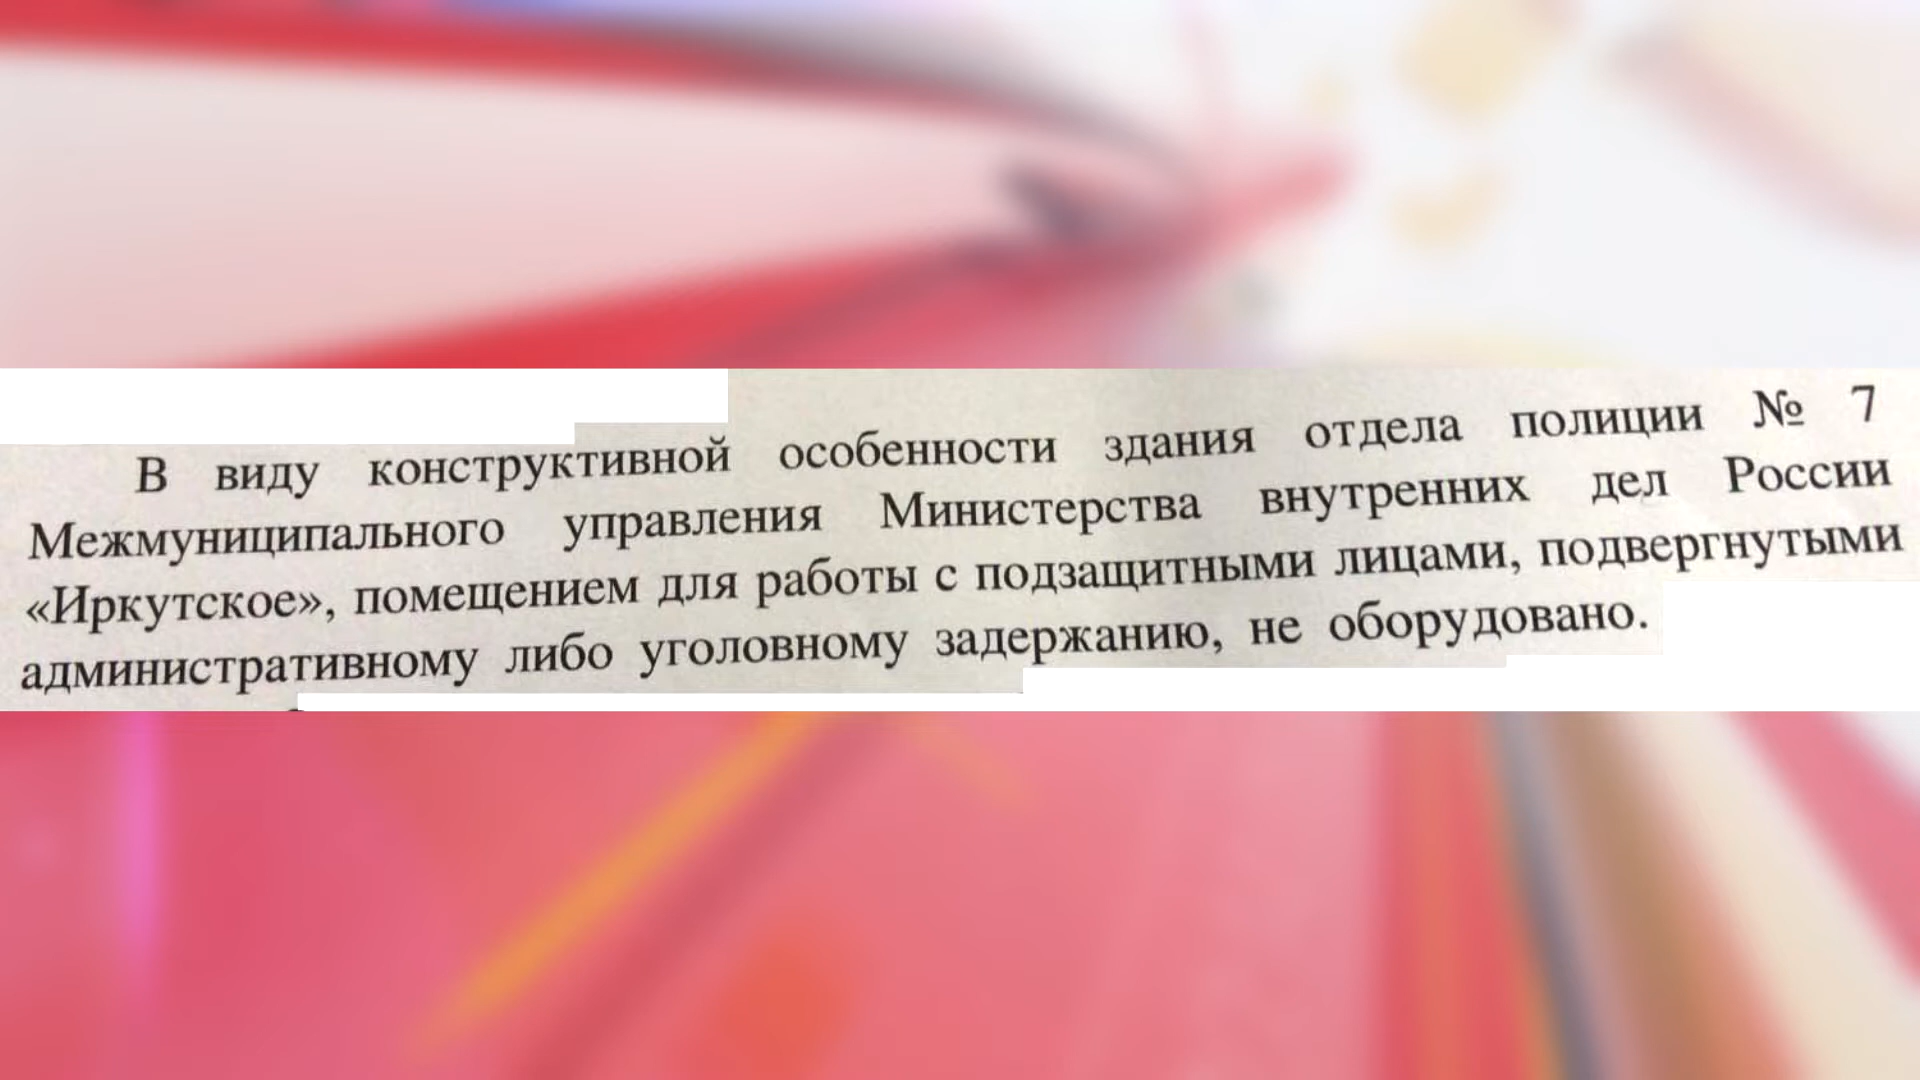 В виду конструктивной особенности здания отдела полиции № 7
Межмуниципального управления Министерства внутренних дел России
«Иркутское», помещением для работы с подзащитными лицами, подвергнутыми
административному либо уголовному задержанию, не оборудовано.